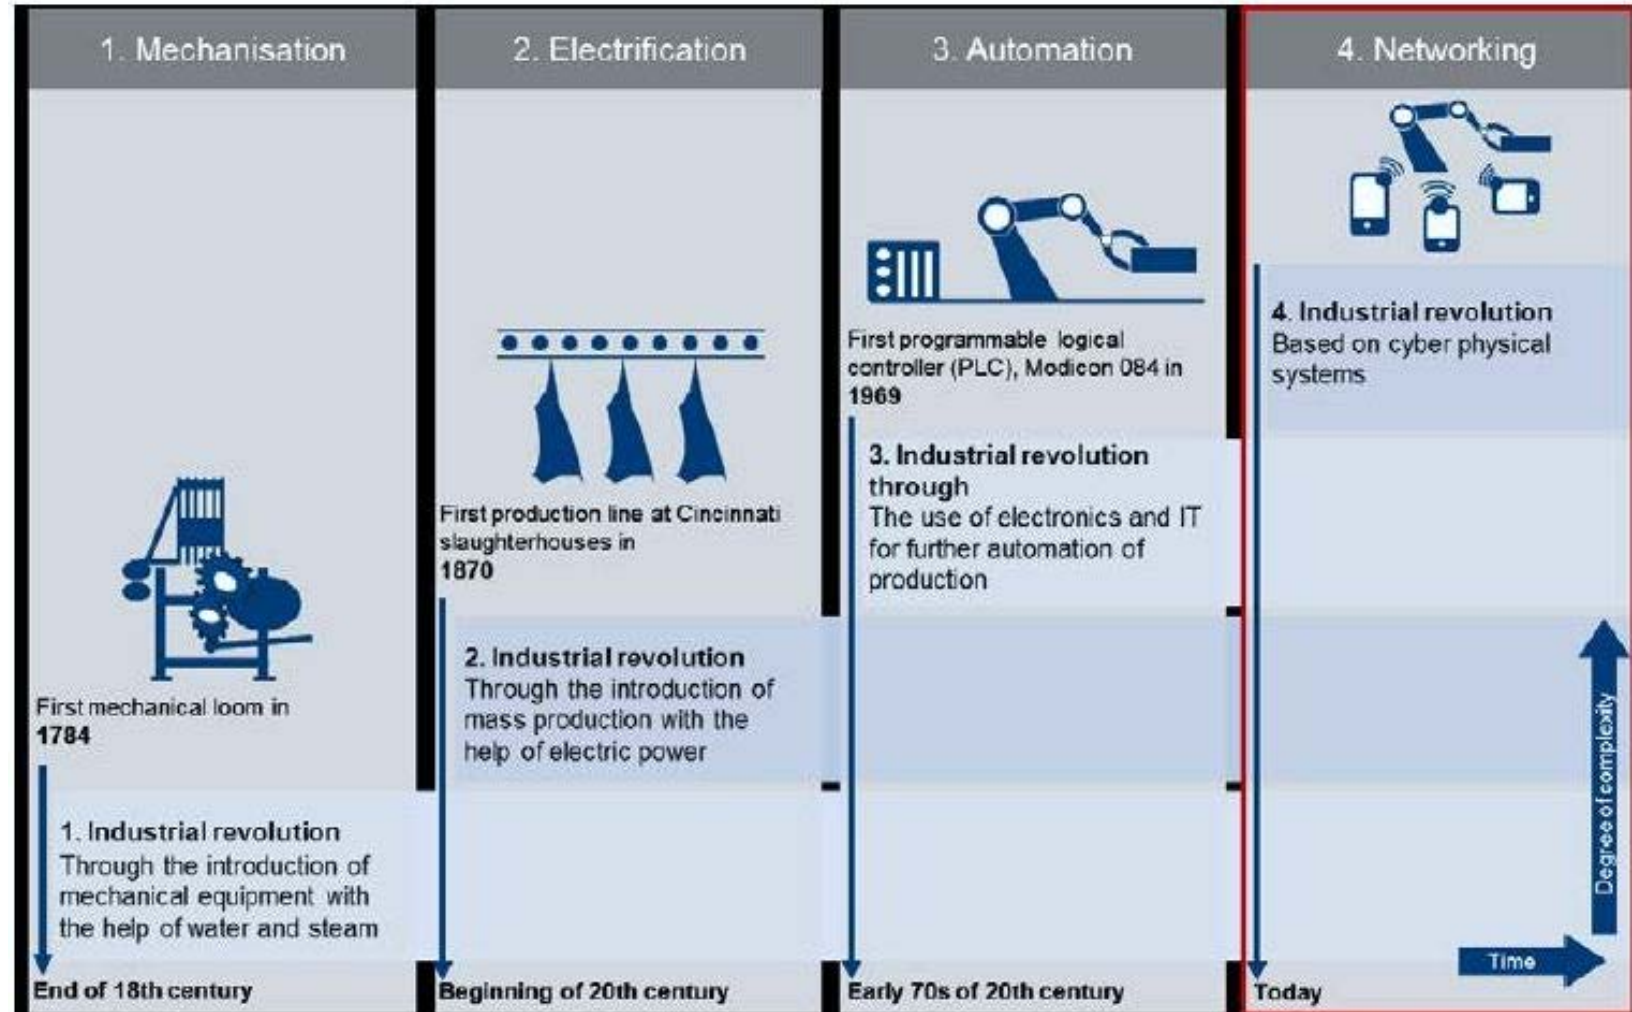 1. Mechanisation
2. Electrification
3. Automation
4. Networking
First mechanical loom in
1784
1. Industrial revolution
Through the introduction of
mechanical equipment with
the help of water and steam
End of 18th century
First production line at Cincinnati
slaughterhouses in
1870
2. Industrial revolution
Through the introduction of
mass production with the
help of electric power
Beginning of 20th century
First programmable logical
controller (PLC), Modicon 084 in
1969
3. Industrial revolution
through
The use of electronics and IT
for further automation of
production
Early 70s of 20th century
4. Industrial revolution
Based on cyber physical
systems
Degree of complexity
Time
Today